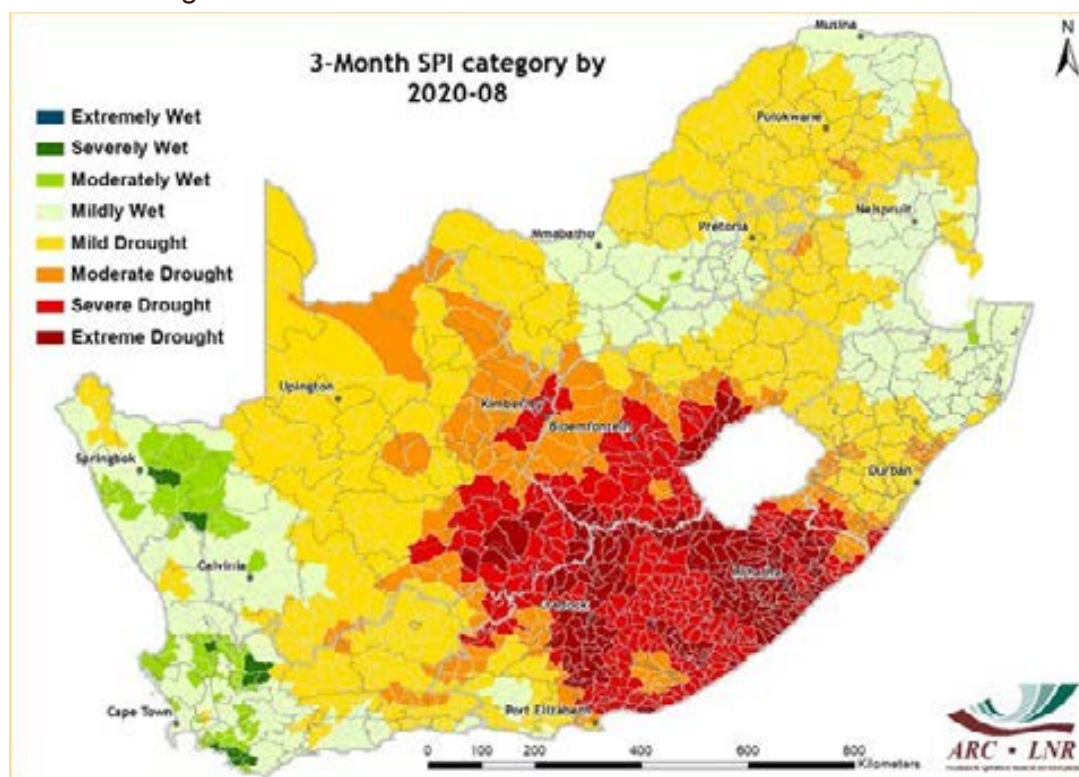 g
3-Month SPI category by
2020-08
N
Extremely Wet
Severely Wet
Moderately Wet
Mildly Wet
Mild Drought
Moderate Drought
Severe Drought
Extreme Drought
Musina
Polokwane
Nelspruit
Pretoria
Mmabatho
Upington
Kimberley
Bloemfontein
Springbok
Durban
Calvinia
Mthatha
Cradock
Cape Town
Port Elizabeth
0 100 200 400 600 800
Kilometers
ARC • LNR